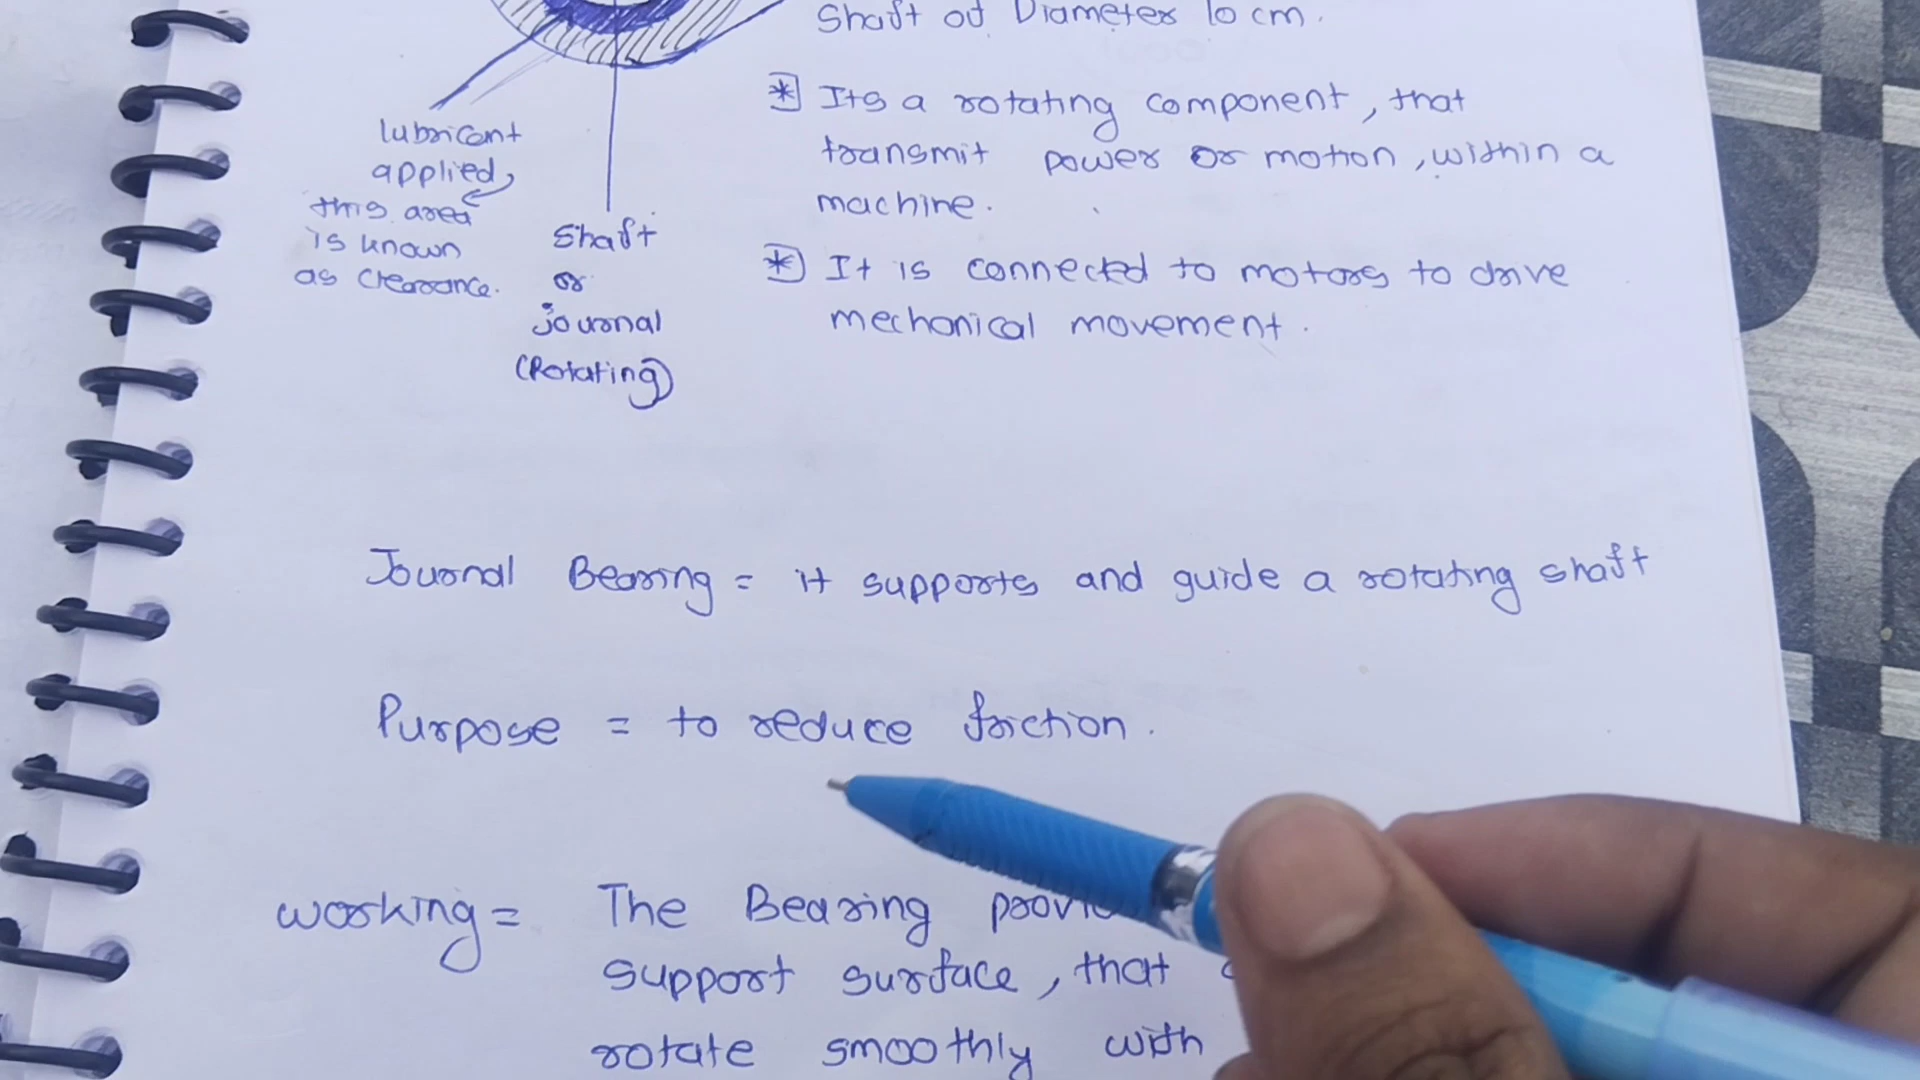 Shaft of Diameter 10 cm.
* Its a rotating component, that
transmit power or motion, within a
machine.
* It is connected to motors to drive
mechanical movement.
lubricant
applied,
this area
is known
as Clearance.
Shaft
or
journal
(Rotating)
Journal Bearing = it supports and guide a rotating shaft
Purpose = to reduce friction.
working = The Bearing
support surface, that
rotate smoothly with